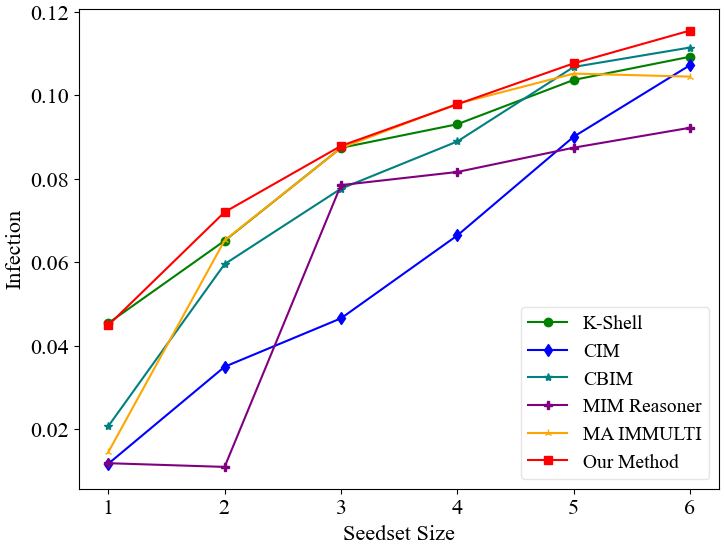 0.12
0.10
0.08
0.06
0.04
0.02
Infection
1 2 3 4 5 6
Seedset Size
K-Shell
CIM
CBIM
MIM Reasoner
MA IMMULTI
Our Method